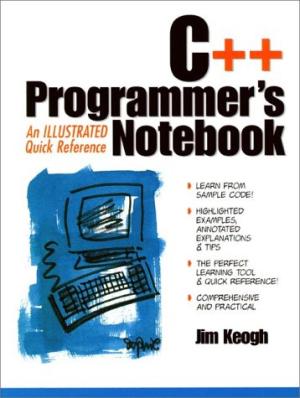 C++
Programmer's
An ILLUSTRATED
Quick Reference
Notebook
LEARN FROM
SAMPLE CODE!
HIGHLIGHTED
EXAMPLES,
ANNOTATED
EXPLANATIONS
& TIPS
THE PERFECT
LEARNING TOOL
& QUICK REFERENCE!
COMPREHENSIVE
AND PRACTICAL
Jim Keogh